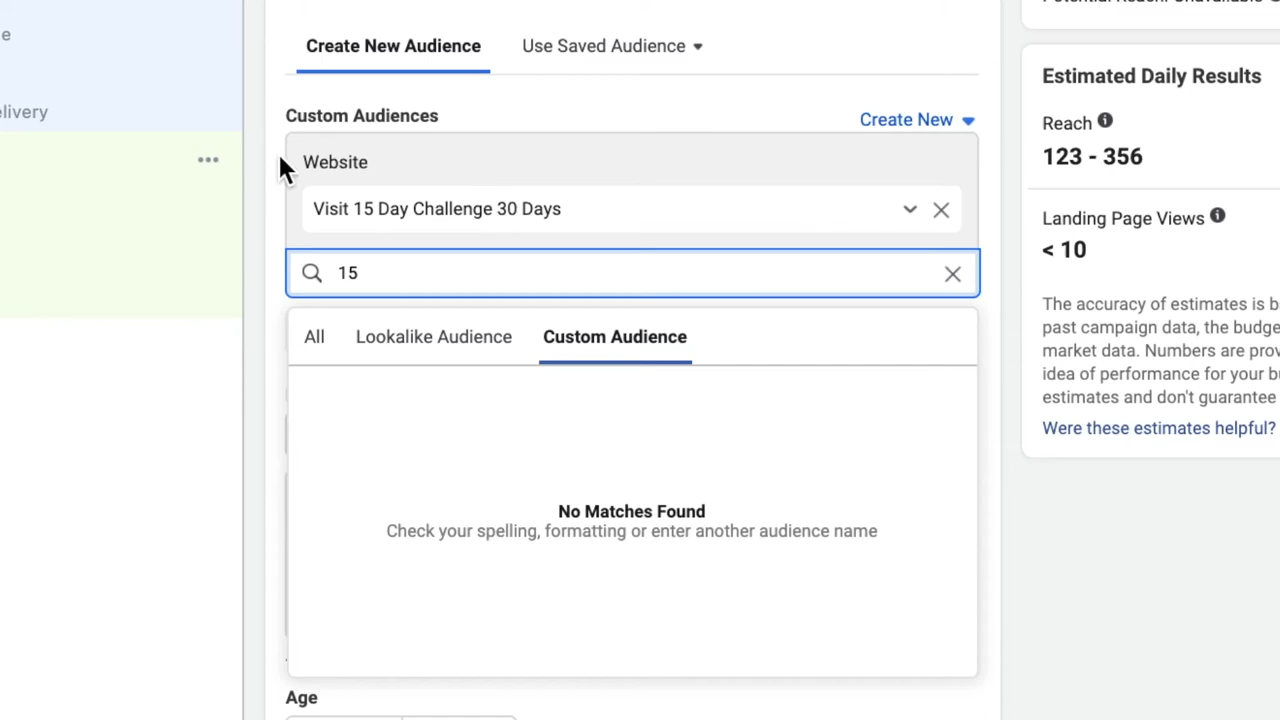 e
elivery
Create New Audience
Use Saved Audience
Custom Audiences
Create New
Website
Visit 15 Day Challenge 30 Days
15
All
Lookalike Audience
Custom Audience
No Matches Found
Check your spelling, formatting or enter another audience name
Age
Estimated Daily Results
Reach
123 - 356
Landing Page Views
< 10
The accuracy of estimates is b
past campaign data, the budge
market data. Numbers are prov
idea of performance for your b
estimates and don't guarantee
Were these estimates helpful?